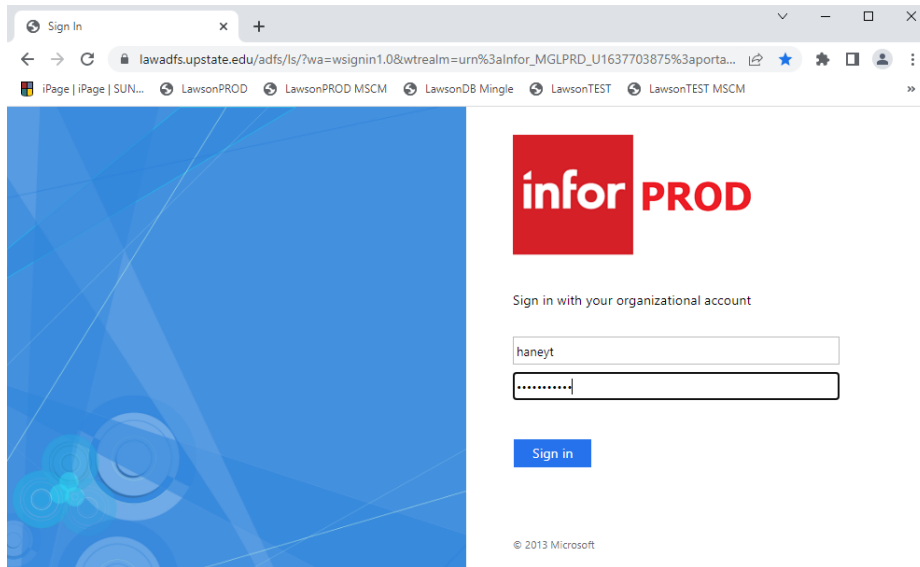 Sign In
lawadfs.upstate.edu/adfs/ls/?wa=wsignin1.0&wtrealm=urn%3aInfor_MGLPRD_U1637703875%3aporta...
iPage | iPage | SUN... LawsonPROD LawsonPROD MSCM LawsonDB Mingle LawsonTEST LawsonTEST MSCM »
infor PROD
Sign in with your organizational account
haneyt
•••••••••••
Sign in
© 2013 Microsoft